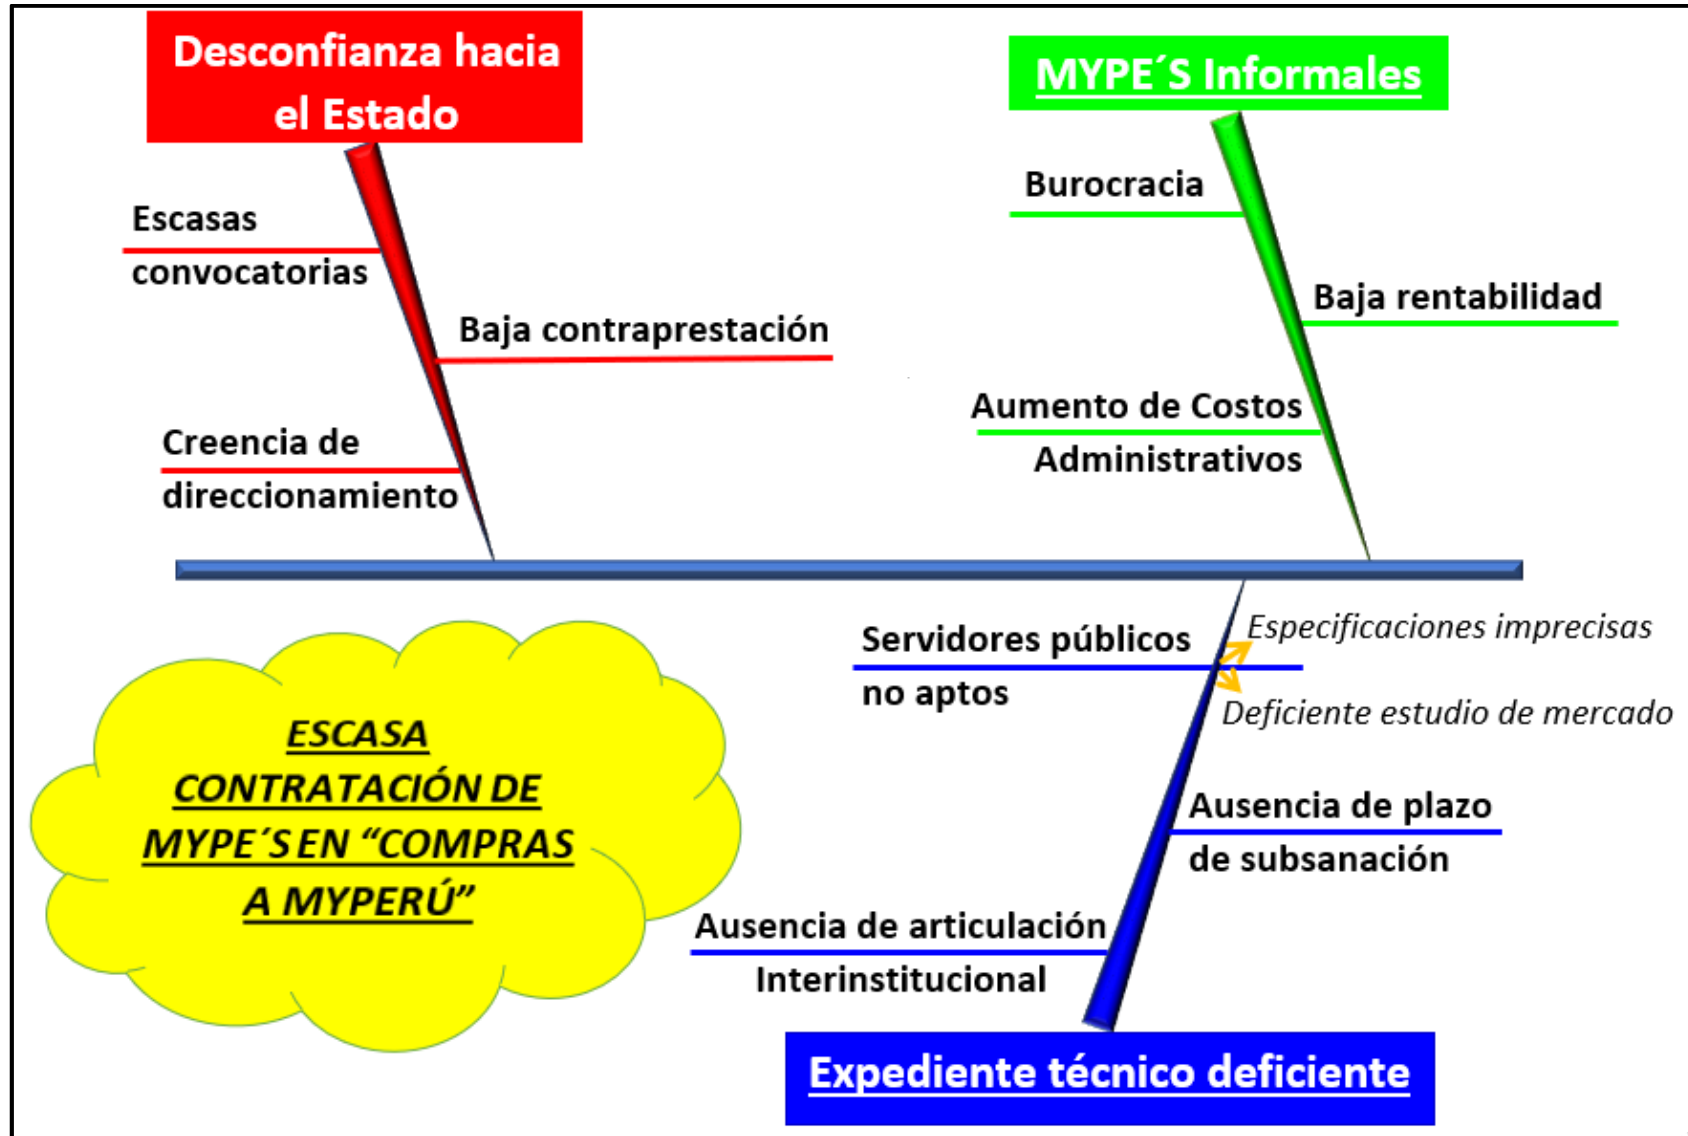 Desconfianza hacia
el Estado
MYPE´S Informales
Escasas
convocatorias
Baja contraprestación
Creencia de
direccionamiento
Burocracia
Baja rentabilidad
Aumento de Costos
Administrativos
ESCASA
CONTRATACIÓN DE
MYPE´S EN “COMPRAS
A MYPERÚ”
Servidores públicos
no aptos
Especificaciones imprecisas
Deficiente estudio de mercado
Ausencia de plazo
de subsanación
Ausencia de articulación
Interinstitucional
Expediente técnico deficiente